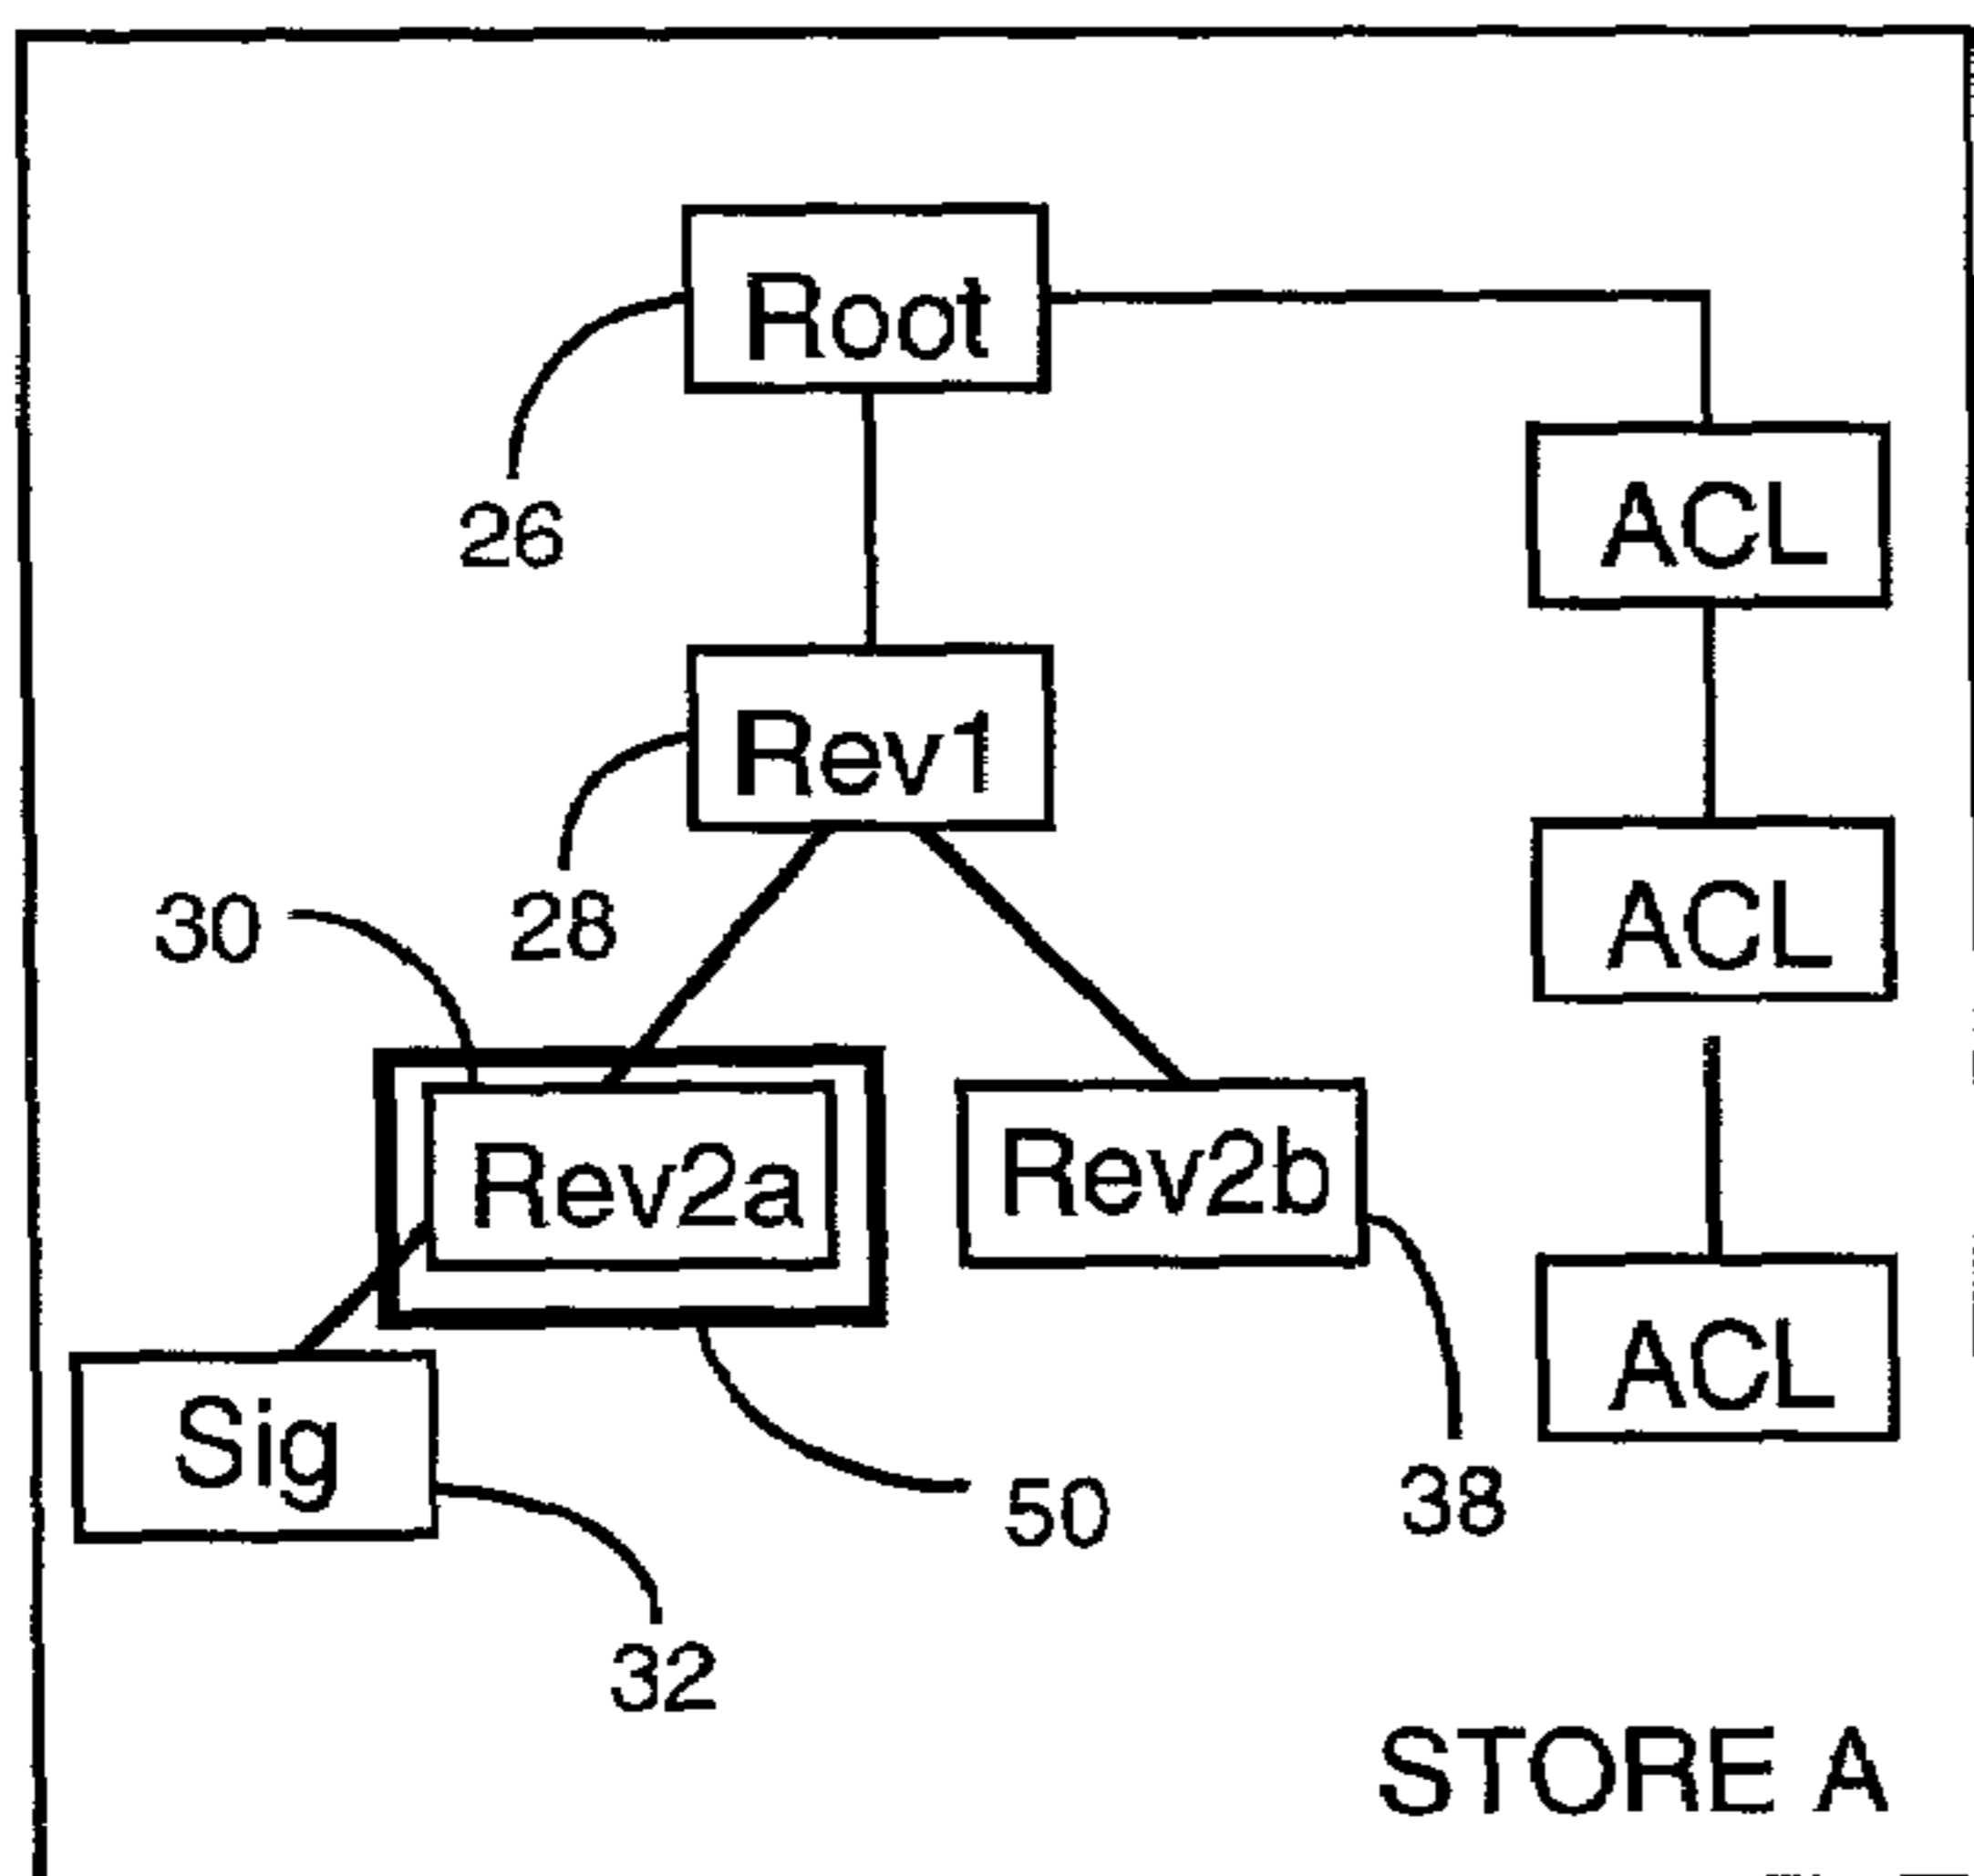 Root
26
ACL
Rev1
30
28
ACL
Rev2a
Rev2b
Sig
ACL
50
38
32
STORE A